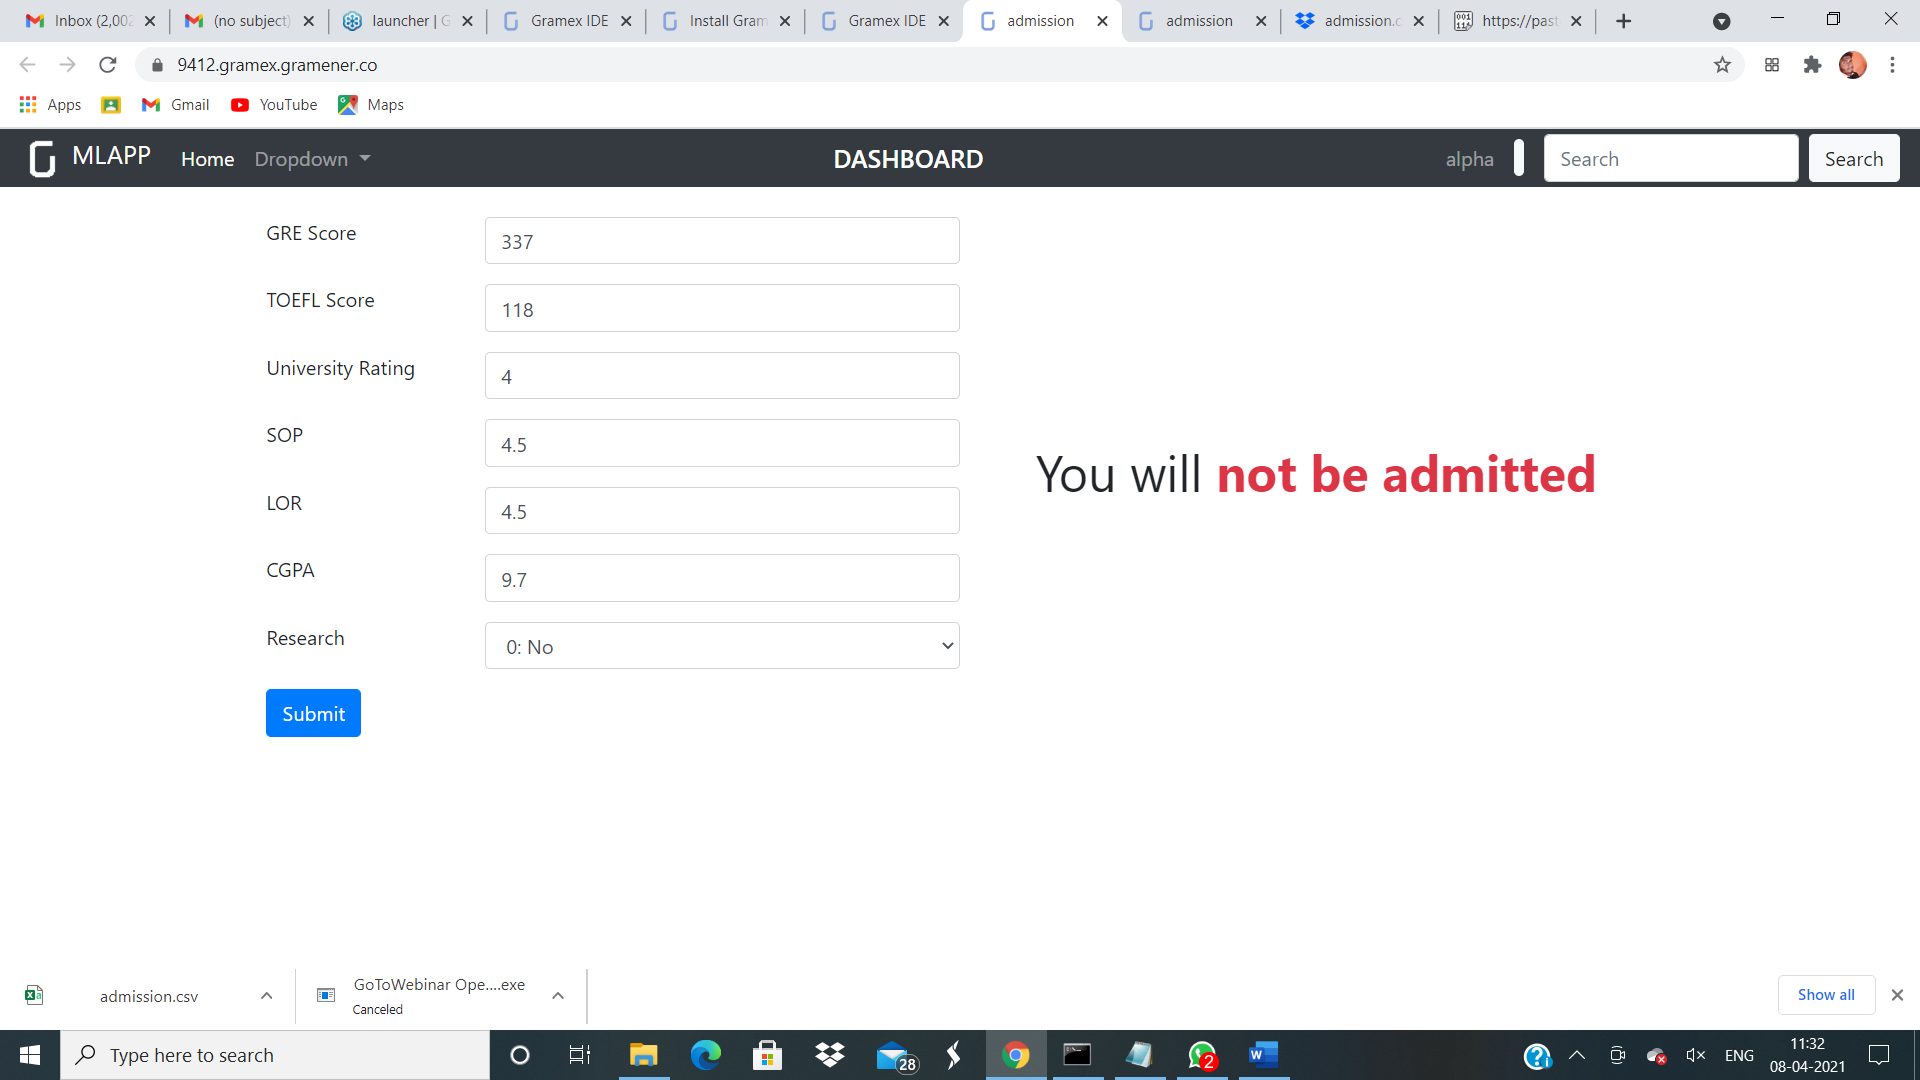 Inbox (2,002
(no subject)
launcher | G
Gramex IDE
Install Gram
Gramex IDE
admission
admission
admission.c
https://past
9412.gramex.gramener.co
Apps
Gmail
YouTube
Maps
MLAPP
Home
Dropdown
DASHBOARD
alpha
Search
Search
GRE Score
337
TOEFL Score
118
University Rating
4
SOP
4.5
LOR
4.5
CGPA
9.7
Research
0: No
Submit
You will not be admitted
admission.csv
GoToWebinar Ope....exe
Canceled
Show all
Type here to search
28
2
ENG
11:32
08-04-2021